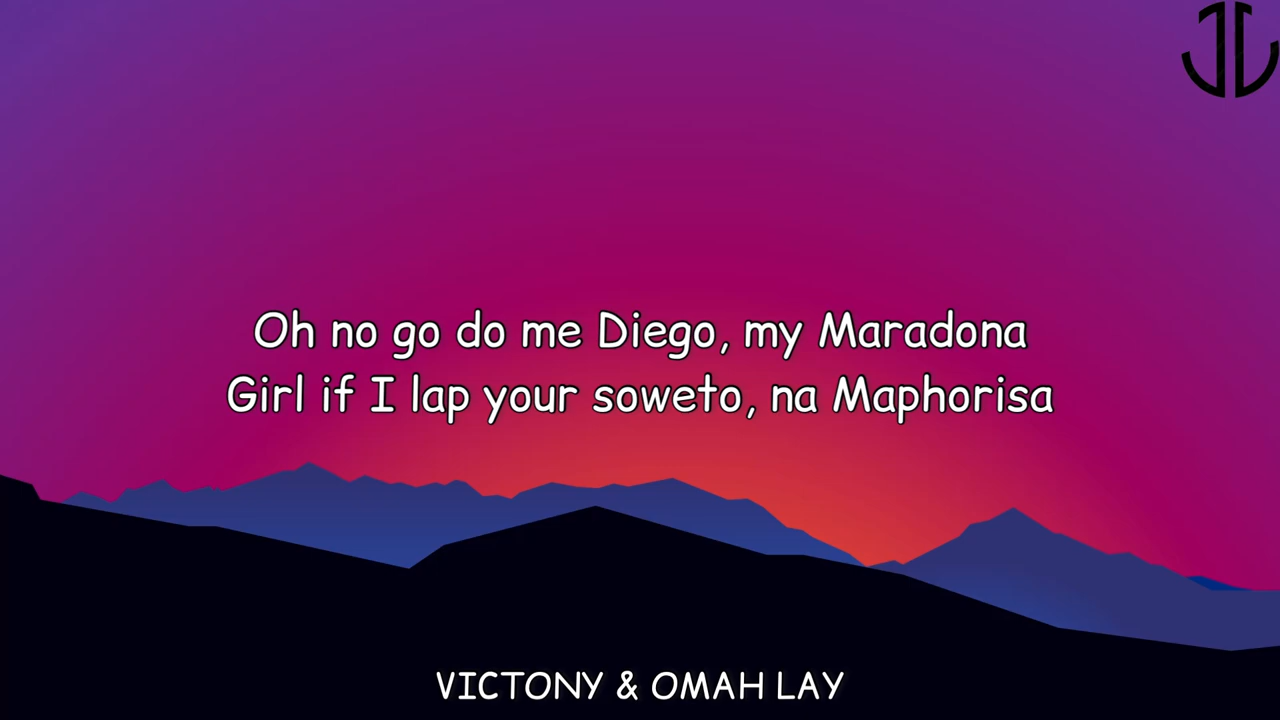 Oh no go do me Diego, my Maradona
Girl if I lap your soweto, na Maphorisa
VICTONY & OMAH LAY